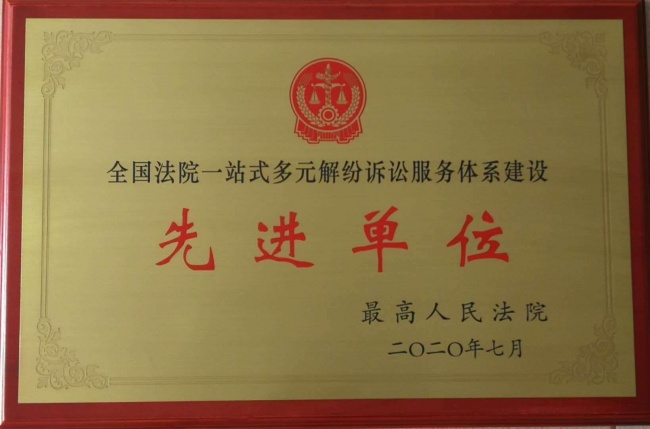 全国法院一站式多元解纷诉讼服务体系建设
先进单位
最高人民法院
二〇二〇年七月